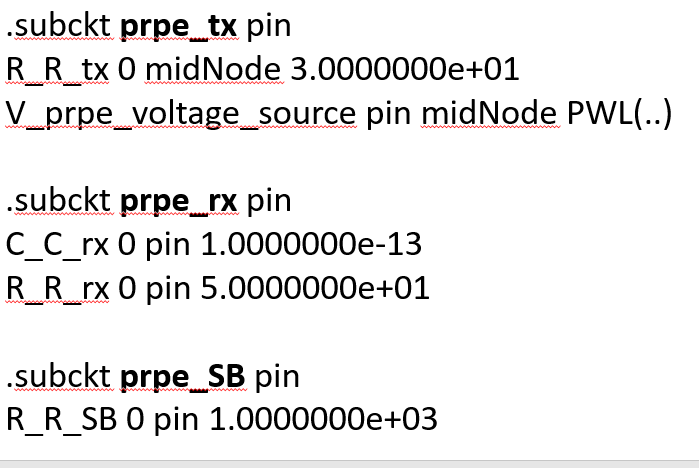 .subckt prpe_tx pin
R_R_tx 0 midNode 3.0000000e+01
V_prpe_voltage_source pin midNode PWL(..)
.subckt prpe_rx pin
C_C_rx 0 pin 1.0000000e-13
R_R_rx 0 pin 5.0000000e+01
.subckt prpe_SB pin
R_R_SB 0 pin 1.0000000e+03